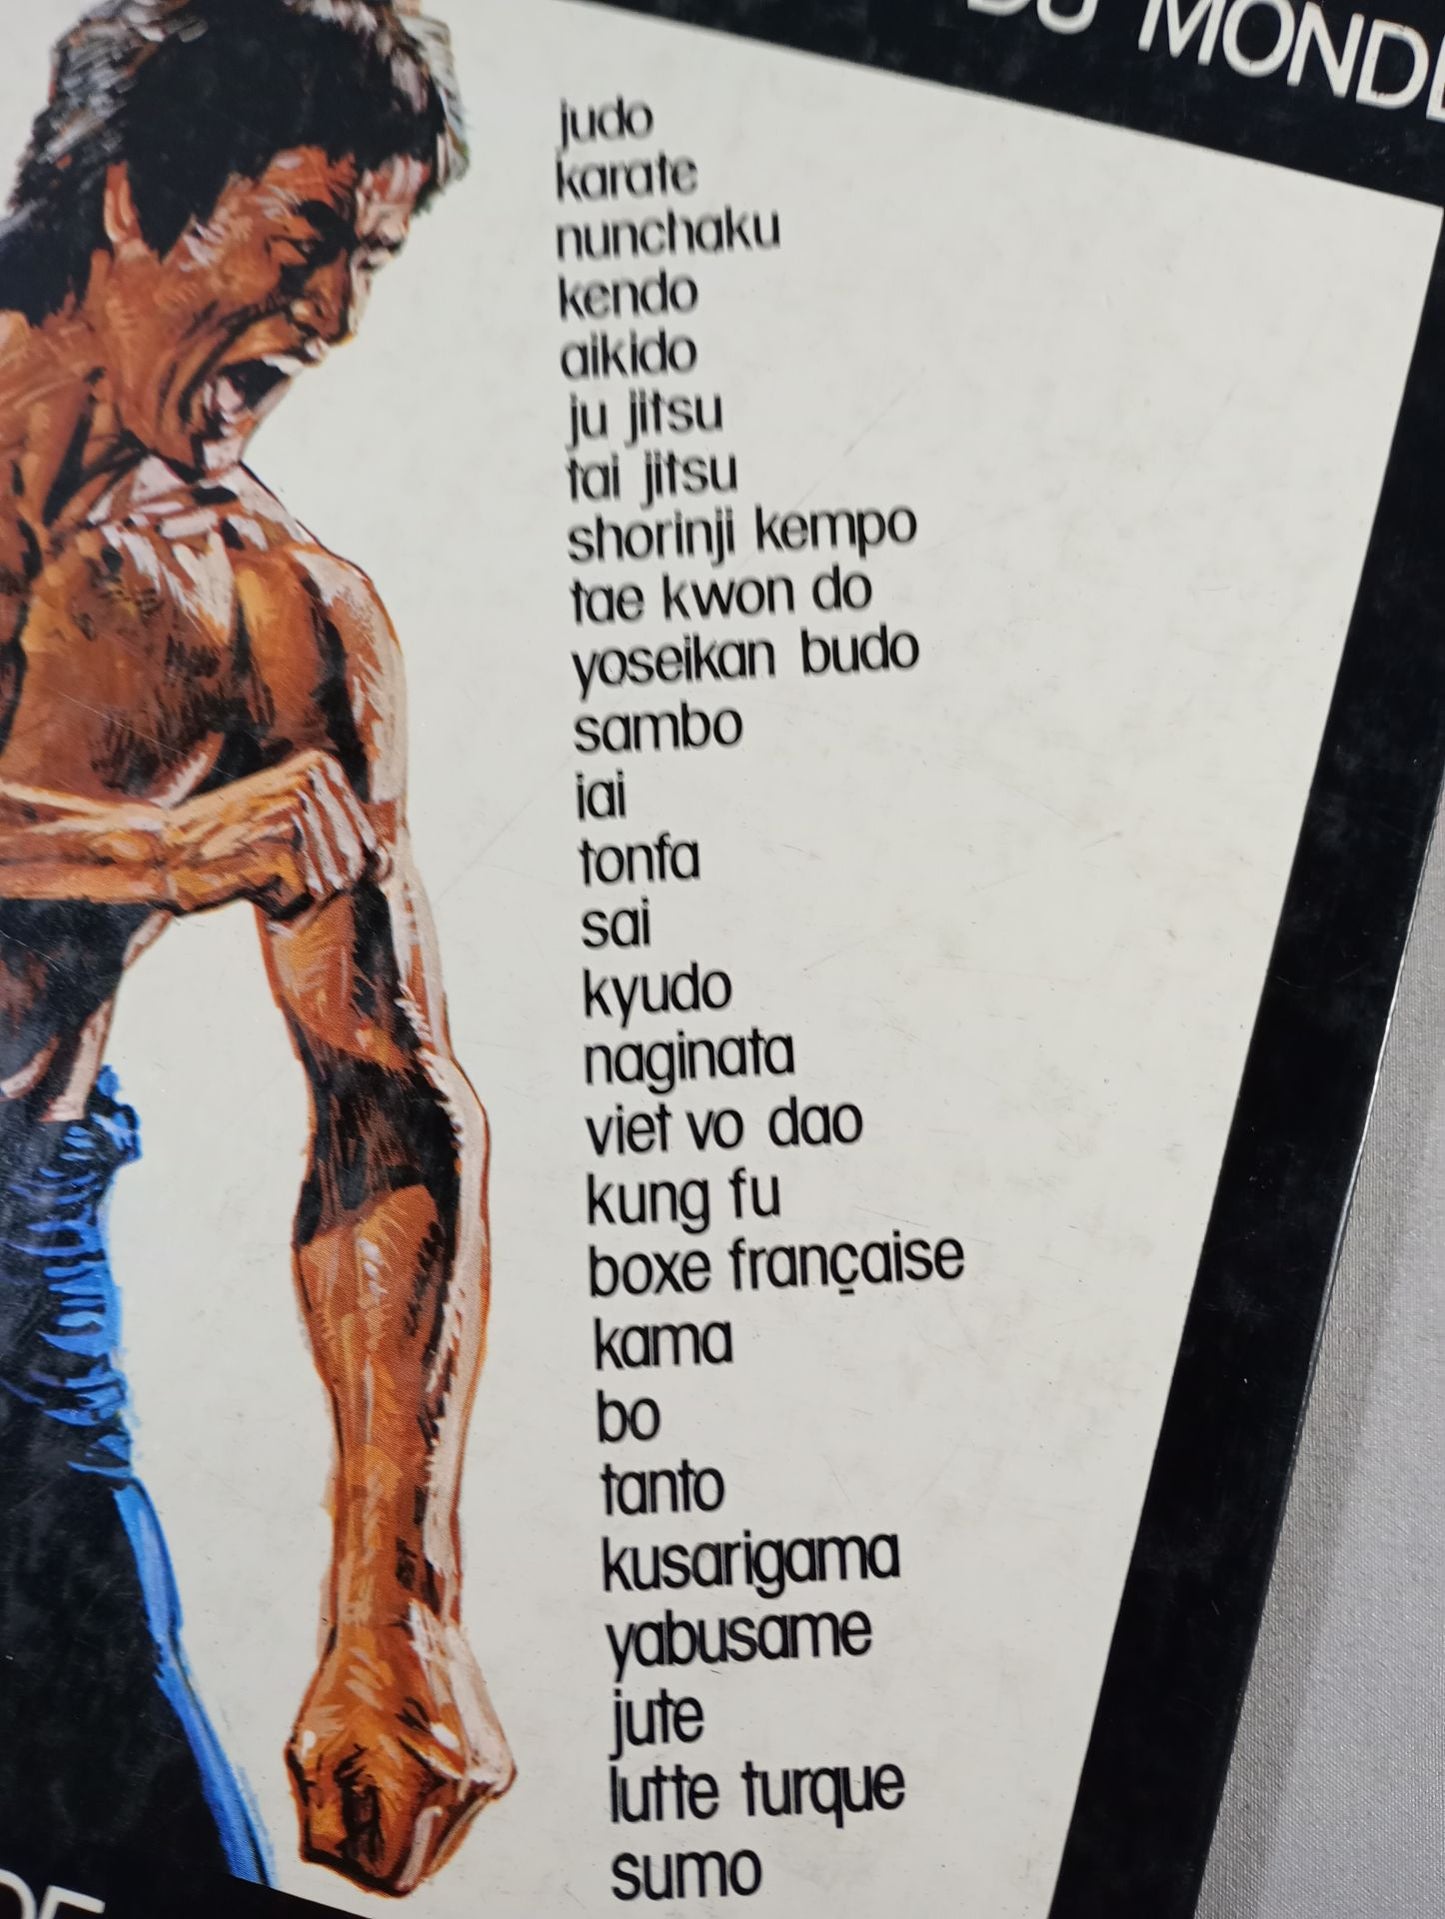 DU MONDE
judo
karate
nunchaku
kendo
aikido
ju jitsu
tai jitsu
shorinji kempo
tae kwon do
yoseikan budo
sambo
iai
tonfa
sai
kyudo
naginata
viet vo dao
kung fu
boxe française
kama
bo
tanto
kusarigama
yabusame
jute
lutte turque
sumo